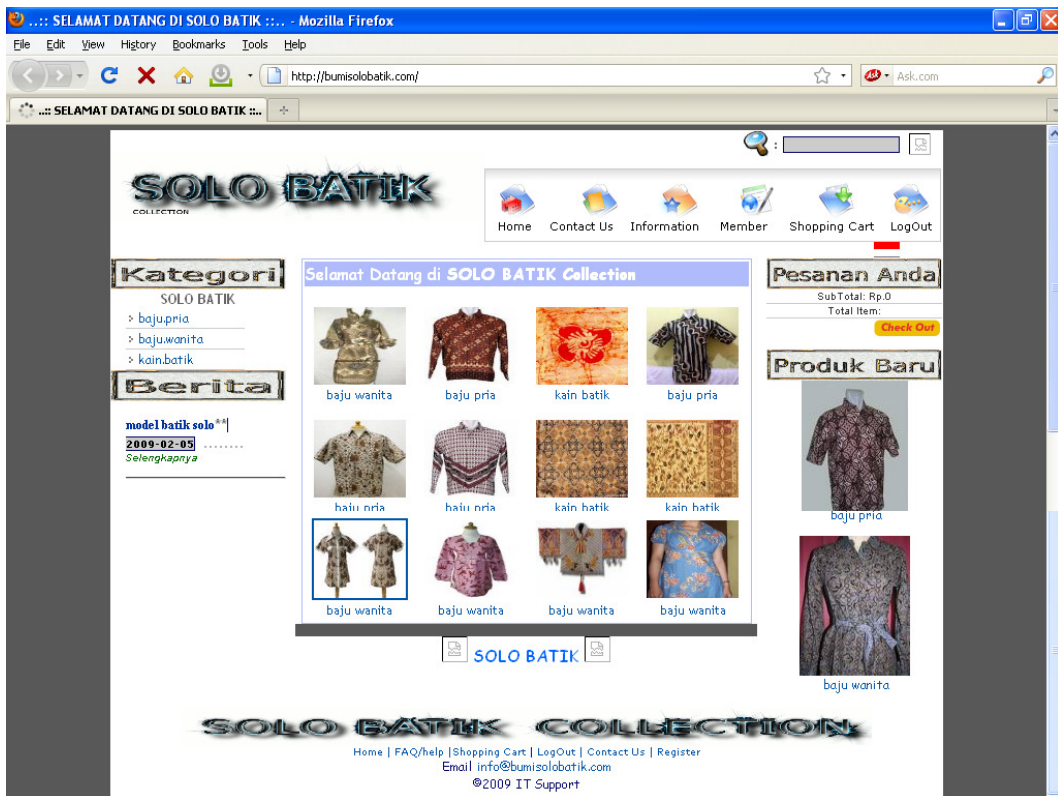 ..:: SELAMAT DATANG DI SOLO BATIK ::.. - Mozilla Firefox
File Edit View History Bookmarks Tools Help
http://bumisolobatik.com/
Ask.com
..:: SELAMAT DATANG DI SOLO BATIK ::..
:
SOLO BATIK
COLLECTION
Home Contact Us Information Member Shopping Cart LogOut
Kategori
SOLO BATIK
baju.pria
baju.wanita
kain.batik
Berita
model batik solo**
2009-02-05 ........
Selengkapnya
Selamat Datang di SOLO BATIK Collection
baju wanita baju pria kain batik baju pria
baju pria baju pria kain batik kain batik
baju wanita baju wanita baju wanita baju wanita
SOLO BATIK
Pesanan Anda
SubTotal: Rp.0
Total Item:
Check Out
Produk Baru
baju pria
baju wanita
SOLO BATIK COLLECTION
Home | FAQ/help |Shopping Cart | LogOut | Contact Us | Register
Email info@bumisolobatik.com
©2009 IT Support